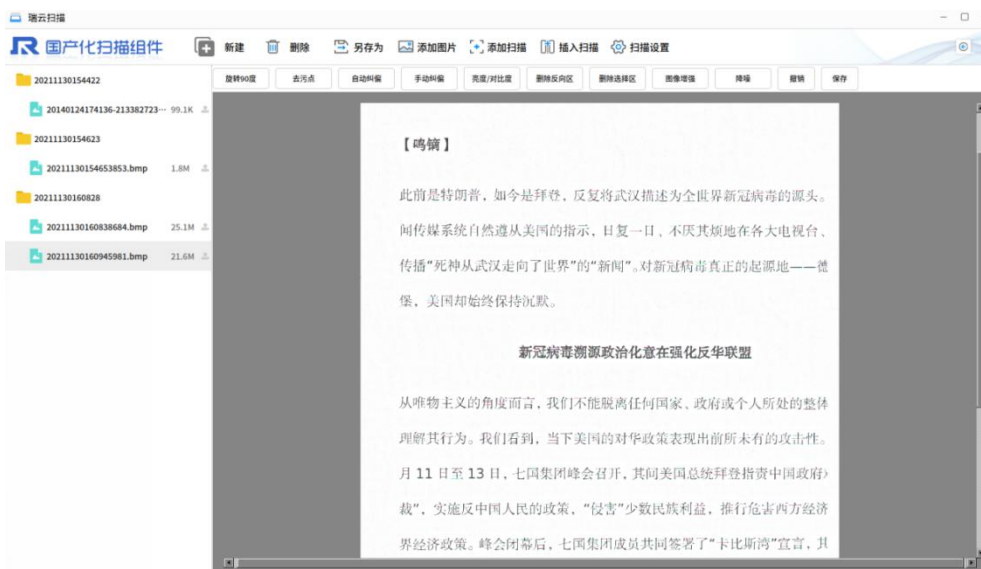 瑞云扫描
国产化扫描组件
新建 删除 另存为 添加图片 添加扫描 插入扫描 扫描设置
旋转90度 去污点 自动纠偏 手动纠偏 亮度/对比度 删除反向区 删除选择区 图像增强 降噪 撤销 保存
20211130154422
20140124174136-213382723··· 99.1K
20211130154623
20211130154653853.bmp 1.8M
20211130160828
20211130160838684.bmp 25.1M
20211130160945981.bmp 21.6M
【鸣镝】
此前是特朗普，如今是拜登，反复将武汉描述为全世界新冠病毒的源头。
闻传媒系统自然遵从美国的指示，日复一日、不厌其烦地在各大电视台、
传播“死神从武汉走向了世界”的“新闻”。对新冠病毒真正的起源地——德
堡，美国却始终保持沉默。
新冠病毒溯源政治化意在强化反华联盟
从唯物主义的角度而言，我们不能脱离任何国家、政府或个人所处的整体
理解其行为。我们看到，当下美国的对华政策表现出前所未有的攻击性。
月 11 日至 13 日，七国集团峰会召开，其间美国总统拜登指责中国政府
裁”，实施反中国人民的政策，“侵害”少数民族利益，推行危害西方经济
界经济政策。峰会闭幕后，七国集团成员共同签署了“卡比斯湾”宣言，其